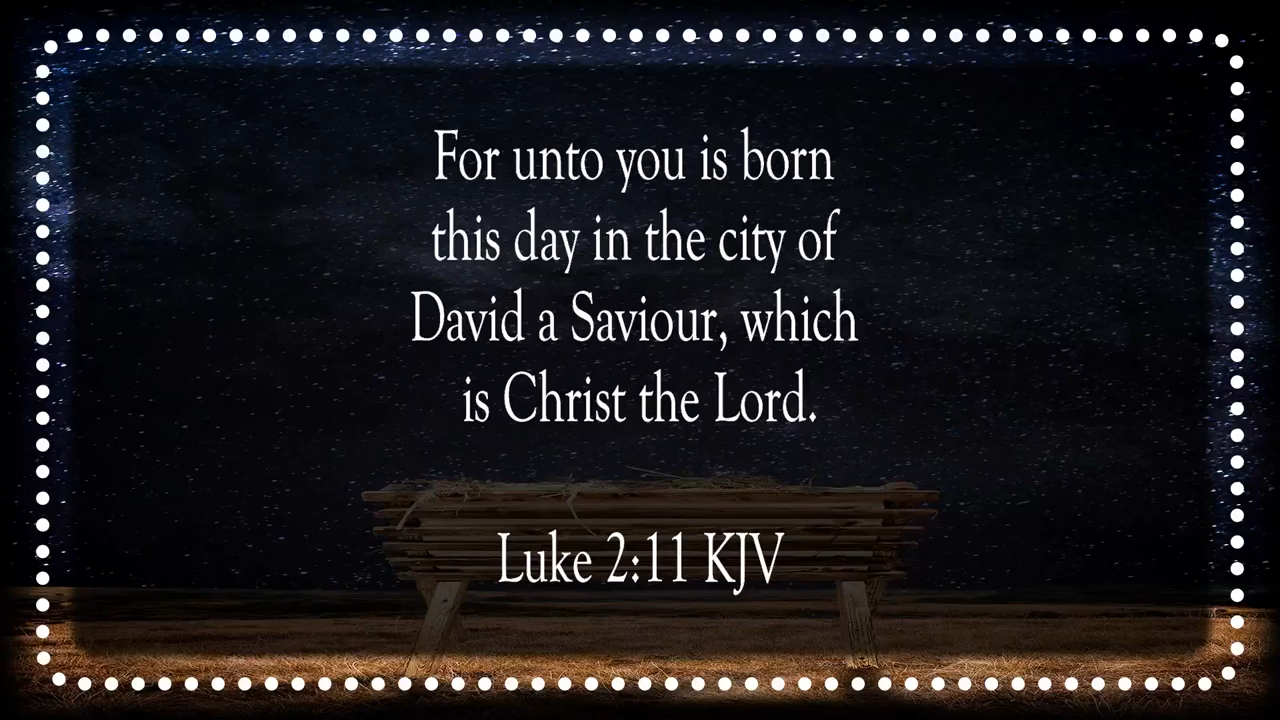 For unto you is born
this day in the city of
David a Saviour, which
is Christ the Lord.
Luke 2:11 KJV